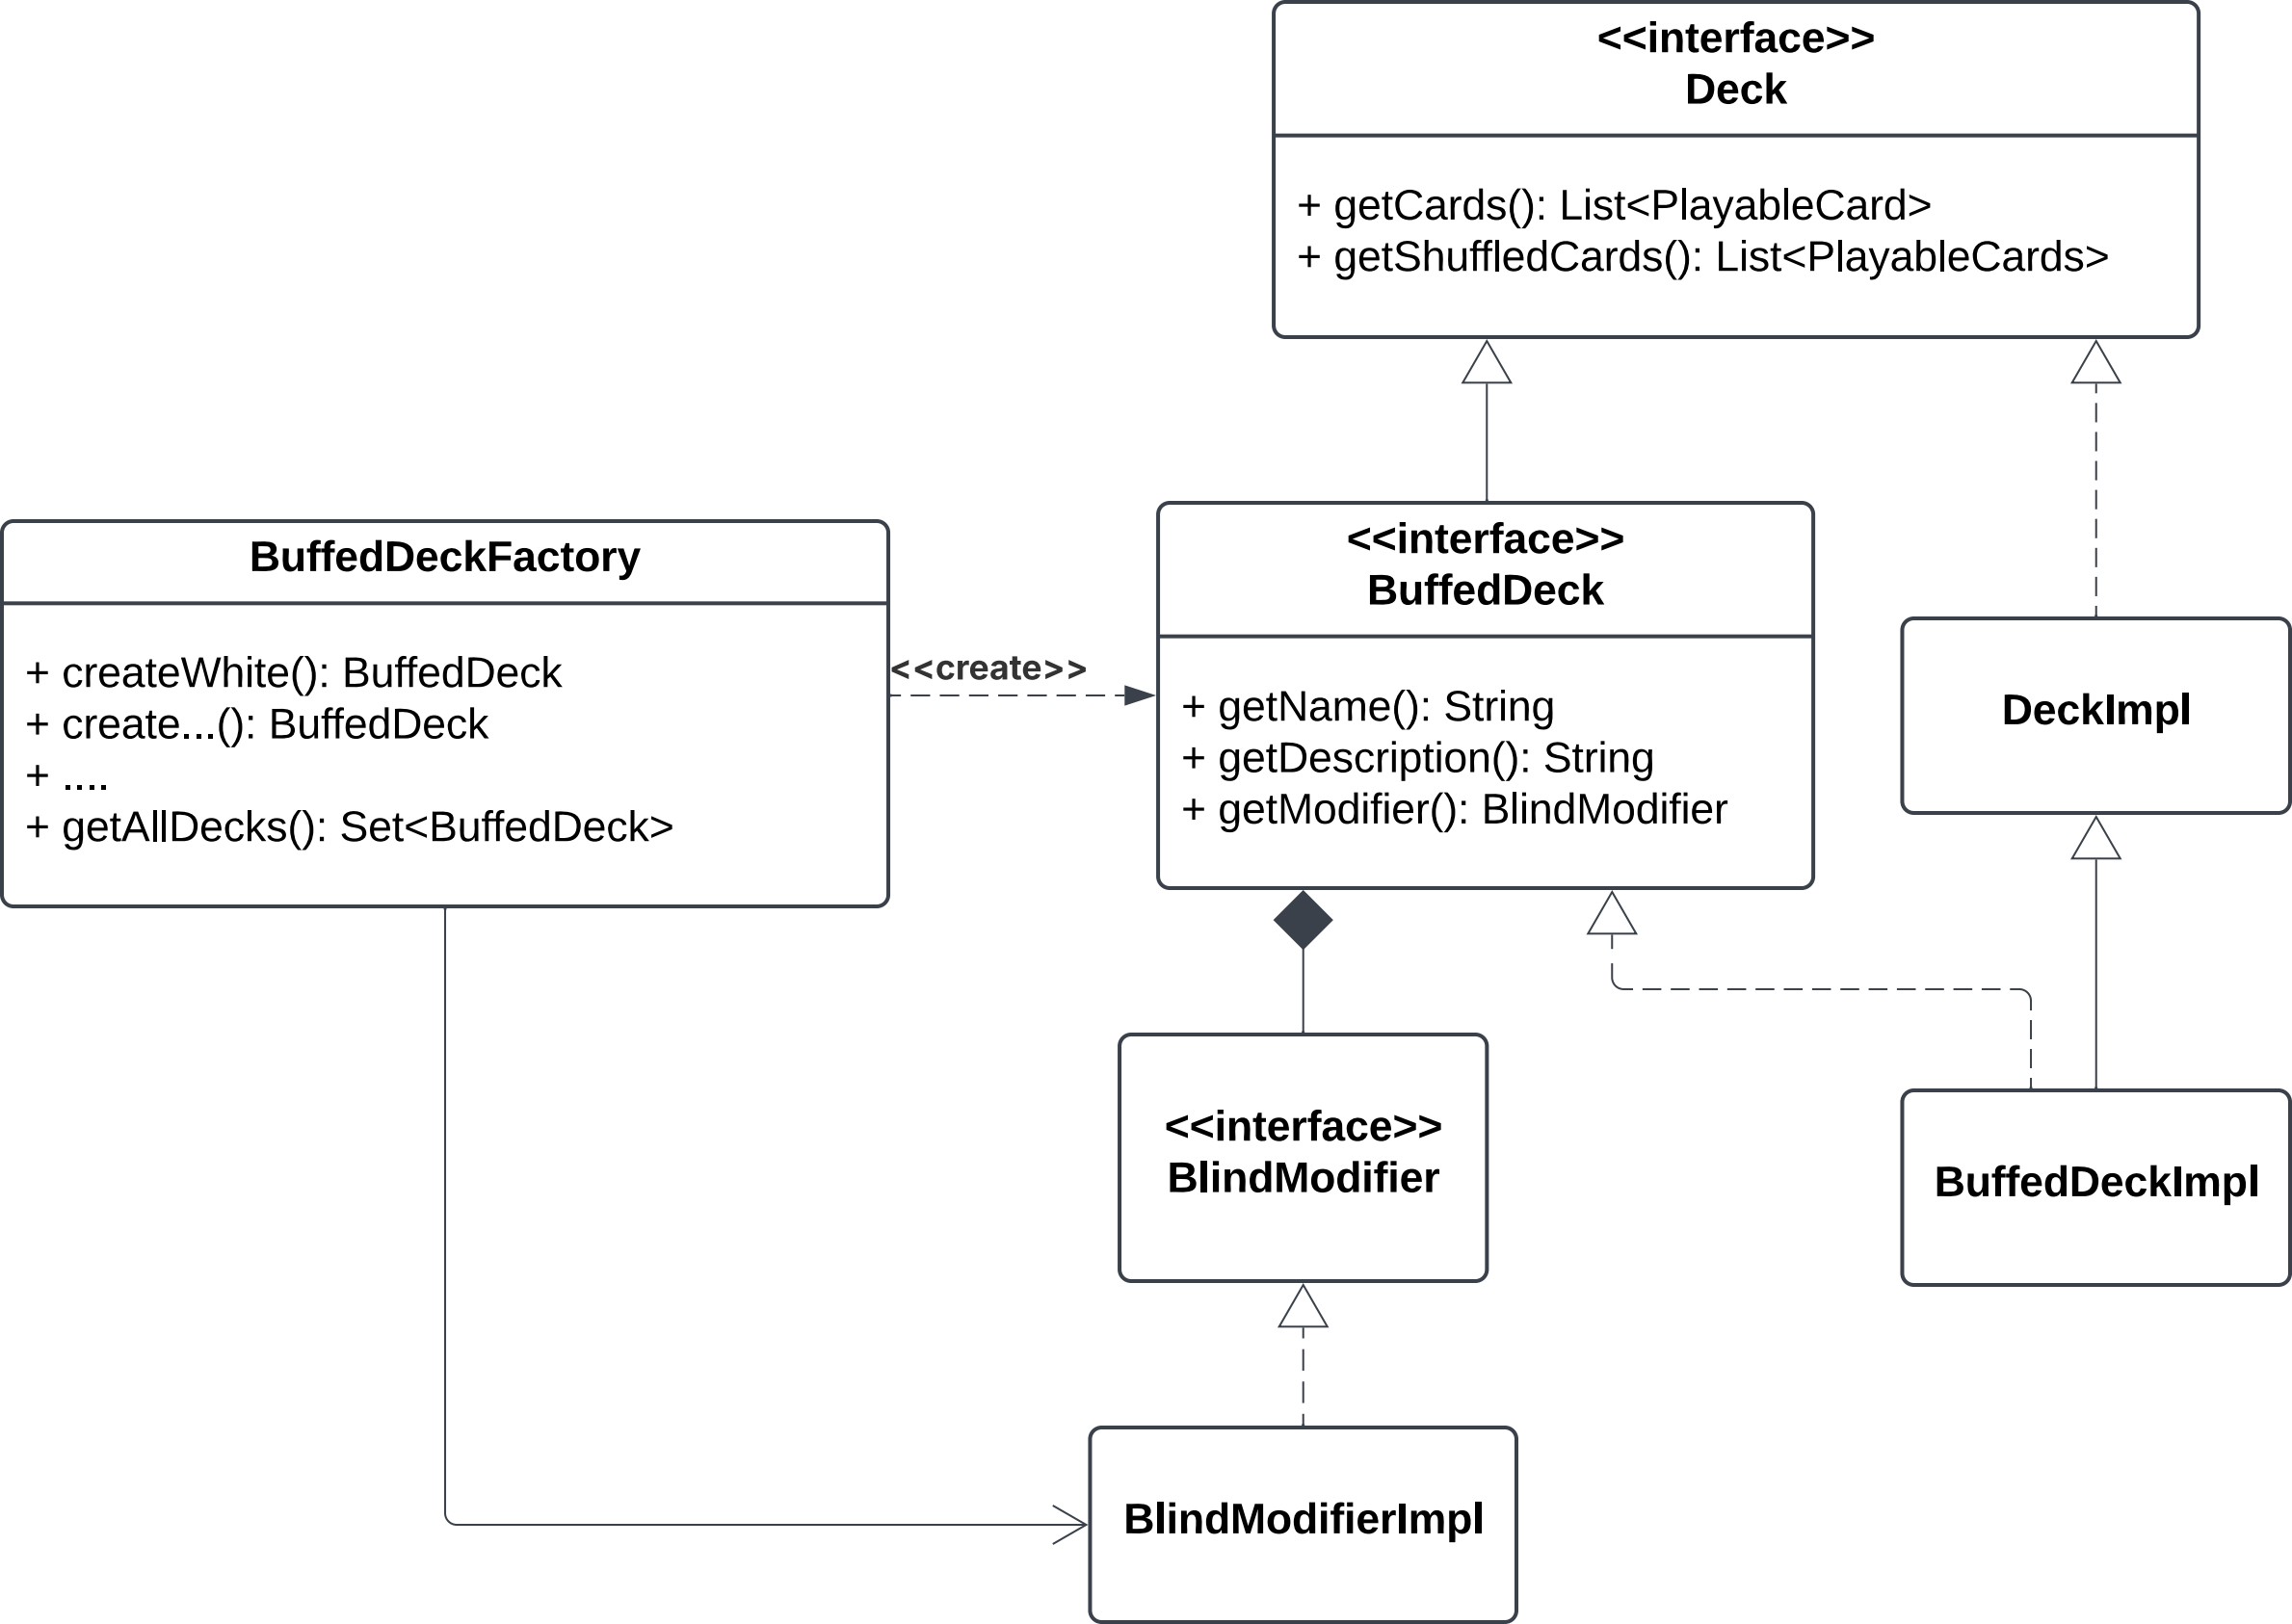 <<interface>>
Deck
+ getCards(): List<PlayableCard>
+ getShuffledCards(): List<PlayableCards>
BuffedDeckFactory
+ createWhite(): BuffedDeck
+ create...(): BuffedDeck
+ ....
+ getAllDecks(): Set<BuffedDeck>
<<create>>
<<interface>>
BuffedDeck
+ getName(): String
+ getDescription(): String
+ getModifier(): BlindModifier
DeckImpl
<<interface>>
BlindModifier
BuffedDeckImpl
BlindModifierImpl